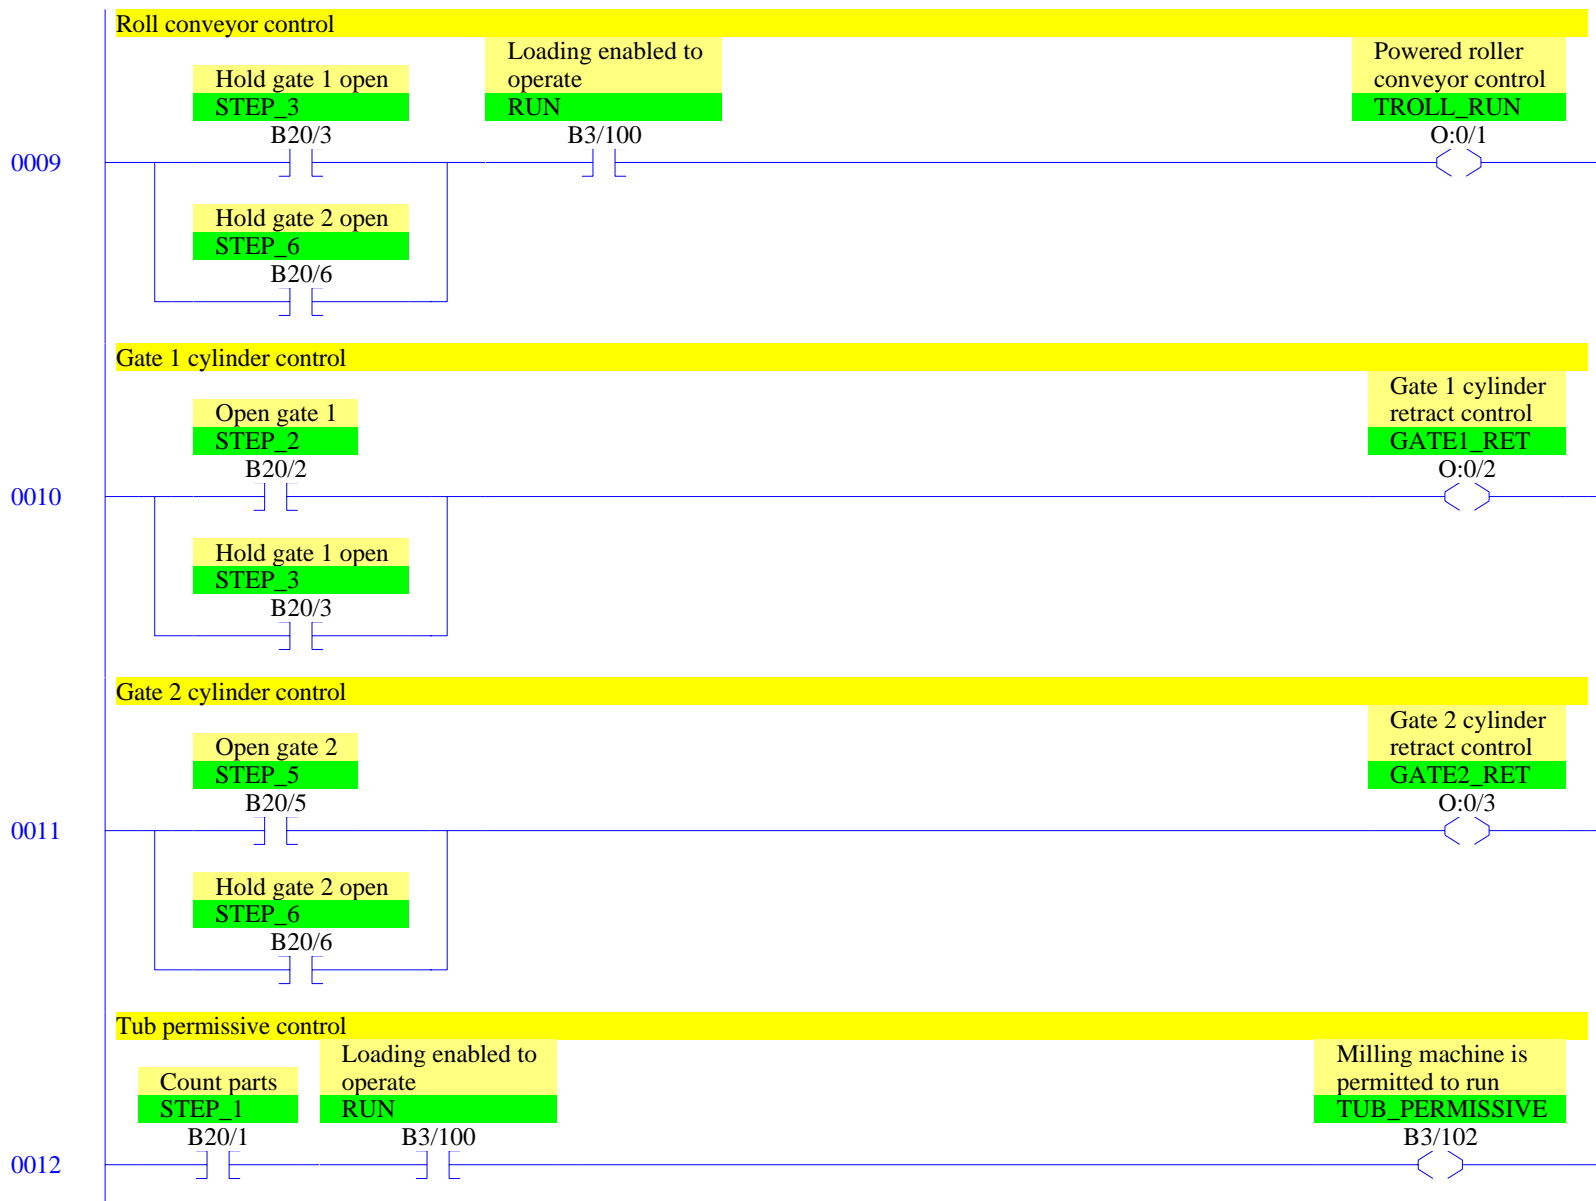 Roll conveyor control
Hold gate 1 open
STEP_3
B20/3
Loading enabled to
operate
RUN
B3/100
Powered roller
conveyor control
TROLL_RUN
O:0/1
0009
Hold gate 2 open
STEP_6
B20/6
Gate 1 cylinder control
Open gate 1
STEP_2
B20/2
Gate 1 cylinder
retract control
GATE1_RET
O:0/2
0010
Hold gate 1 open
STEP_3
B20/3
Gate 2 cylinder control
Open gate 2
STEP_5
B20/5
Gate 2 cylinder
retract control
GATE2_RET
O:0/3
0011
Hold gate 2 open
STEP_6
B20/6
Tub permissive control
Count parts
STEP_1
B20/1
Loading enabled to
operate
RUN
B3/100
Milling machine is
permitted to run
TUB_PERMISSIVE
B3/102
0012